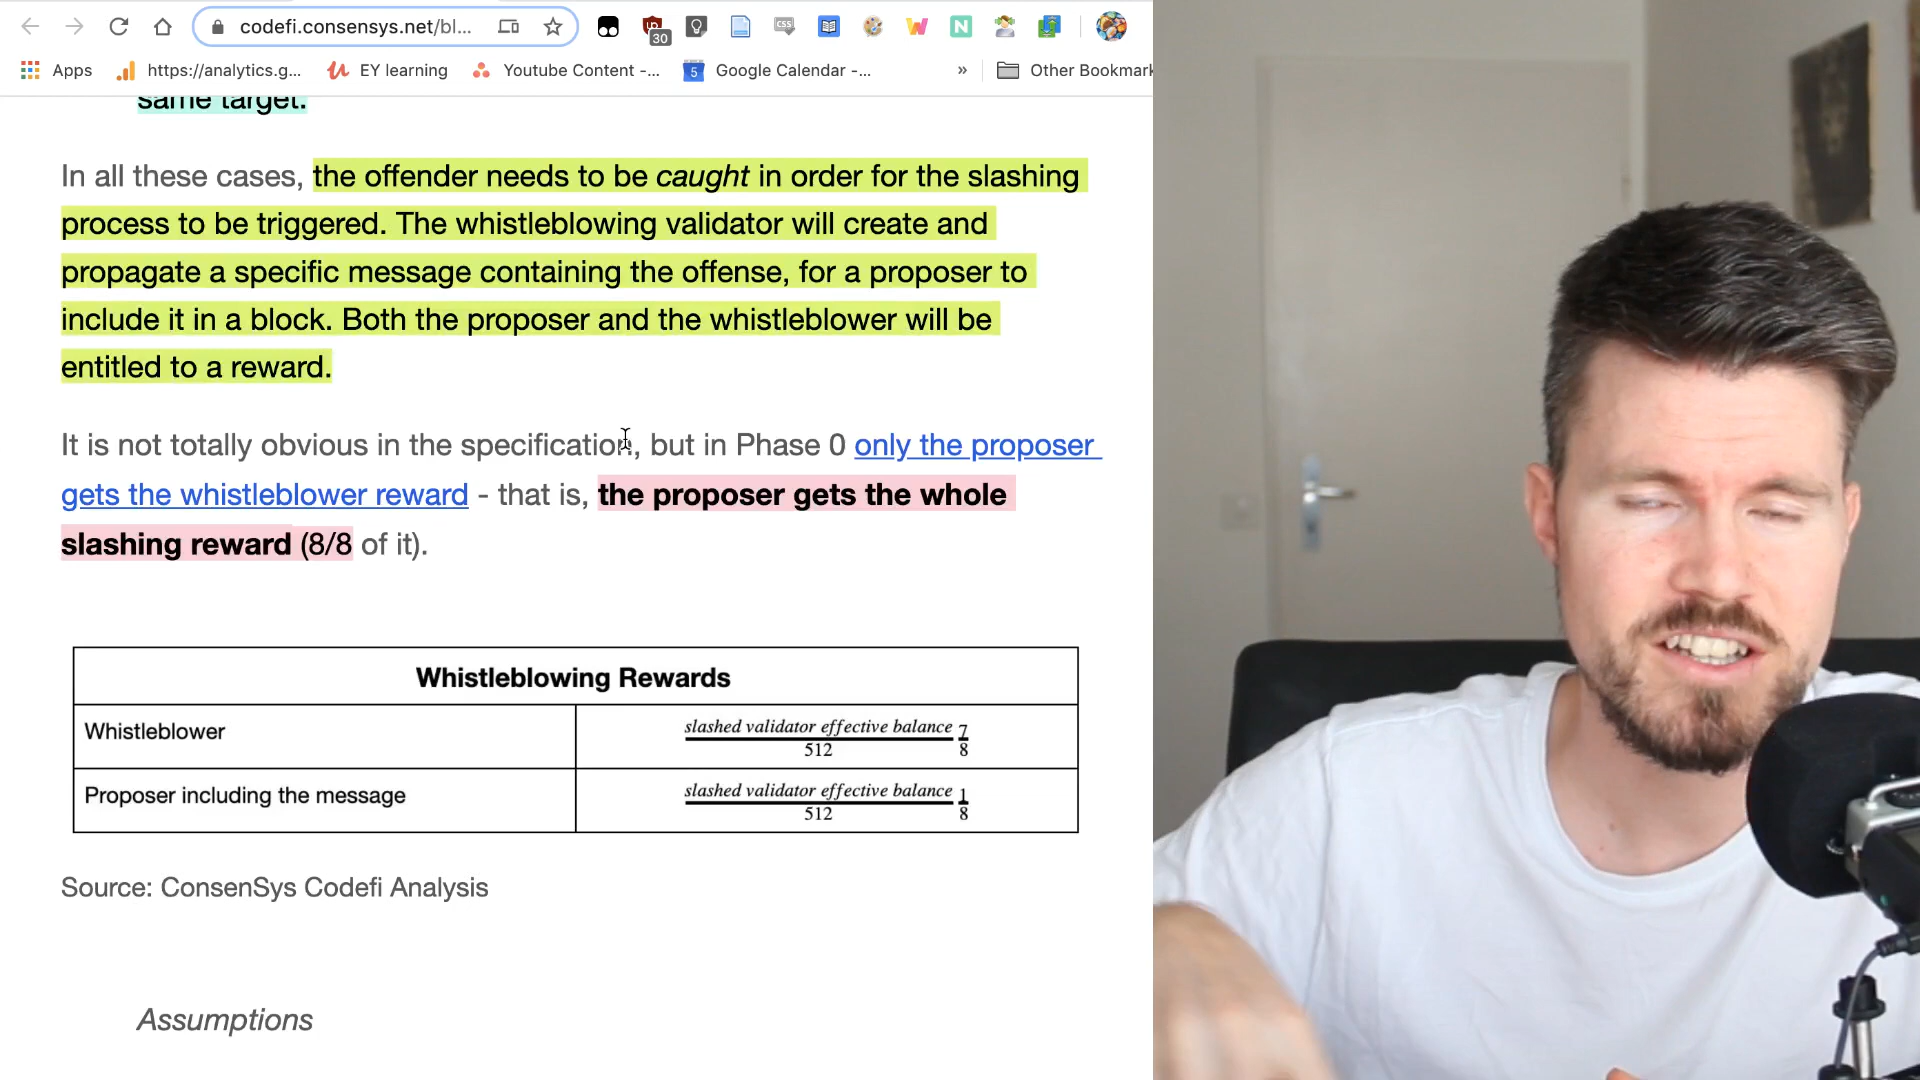 codefi.consensys.net/bl...
30
CSS
W
N
Apps
https://analytics.g...
EY learning
Youtube Content -...
5
Google Calendar -...
»
Other Bookmark
same target.
In all these cases, the offender needs to be caught in order for the slashing
process to be triggered. The whistleblowing validator will create and
propagate a specific message containing the offense, for a proposer to
include it in a block. Both the proposer and the whistleblower will be
entitled to a reward.
It is not totally obvious in the specification, but in Phase 0 only the proposer
gets the whistleblower reward - that is, the proposer gets the whole
slashing reward (8/8 of it).
Whistleblowing Rewards
Whistleblower
slashed validator effective balance 7
512 8
Proposer including the message
slashed validator effective balance 1
512 8
Source: ConsenSys Codefi Analysis
Assumptions